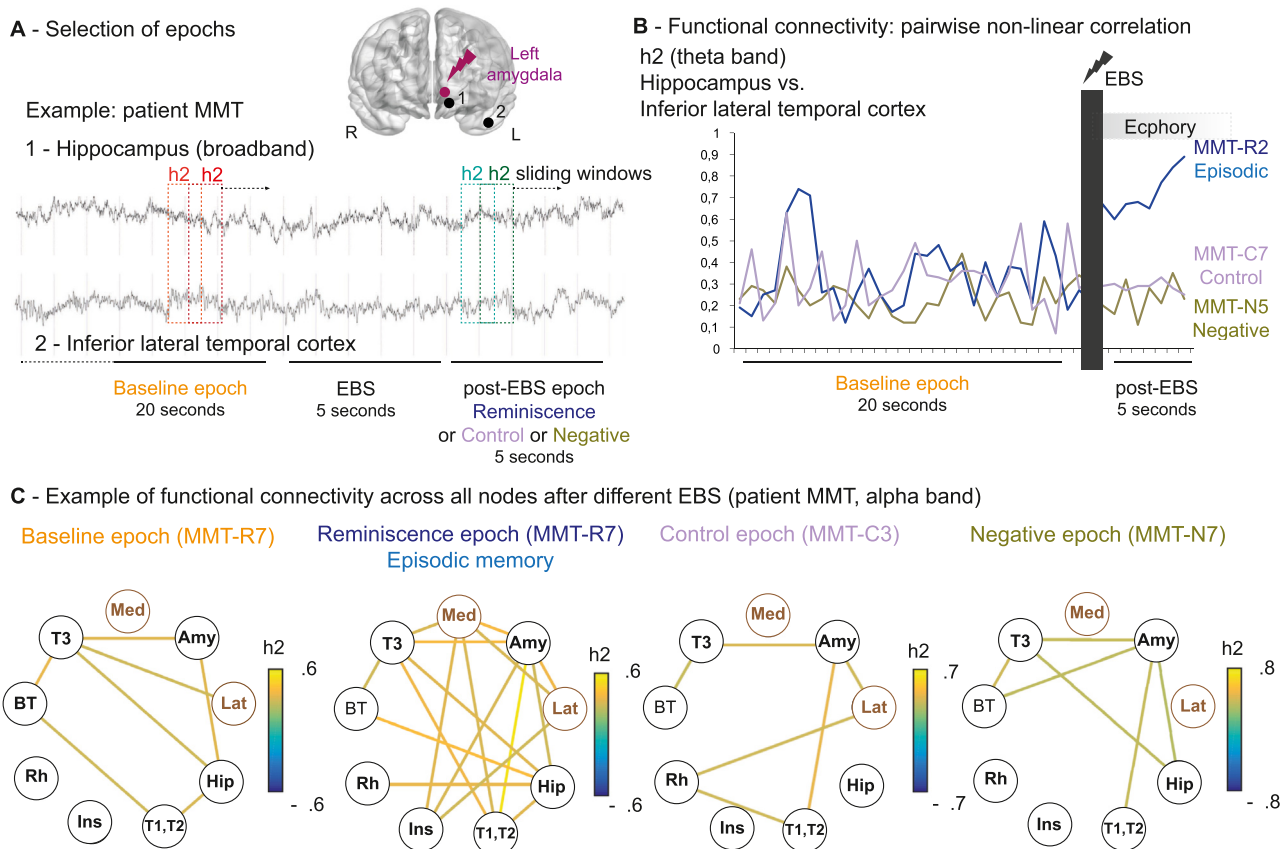 A - Selection of epochs
Left
amygdala
1
2
R
L
Example: patient MMT
1 - Hippocampus (broadband)
h2 h2
h2 h2 sliding windows
2 - Inferior lateral temporal cortex
Baseline epoch
20 seconds
EBS
5 seconds
post-EBS epoch
Reminiscence
or Control or Negative
5 seconds
B - Functional connectivity: pairwise non-linear correlation
h2 (theta band)
Hippocampus vs.
Inferior lateral temporal cortex
EBS
Ecphory
1
0,9
0,8
0,7
0,6
0,5
0,4
0,3
0,2
0,1
0
MMT-R2
Episodic
MMT-C7
Control
MMT-N5
Negative
Baseline epoch
20 seconds
post-EBS
5 seconds
C - Example of functional connectivity across all nodes after different EBS (patient MMT, alpha band)
Baseline epoch (MMT-R7)
Med
T3
Amy
BT
Lat
Rh
Hip
Ins
T1,T2
h2
.6
- .6
Reminiscence epoch (MMT-R7)
Episodic memory
Med
T3
Amy
BT
Lat
Rh
Hip
Ins
T1,T2
h2
.6
- .6
Control epoch (MMT-C3)
Med
T3
Amy
BT
Lat
Rh
Hip
Ins
T1,T2
h2
.7
- .7
Negative epoch (MMT-N7)
Med
T3
Amy
BT
Lat
Rh
Hip
Ins
T1,T2
h2
.8
- .8